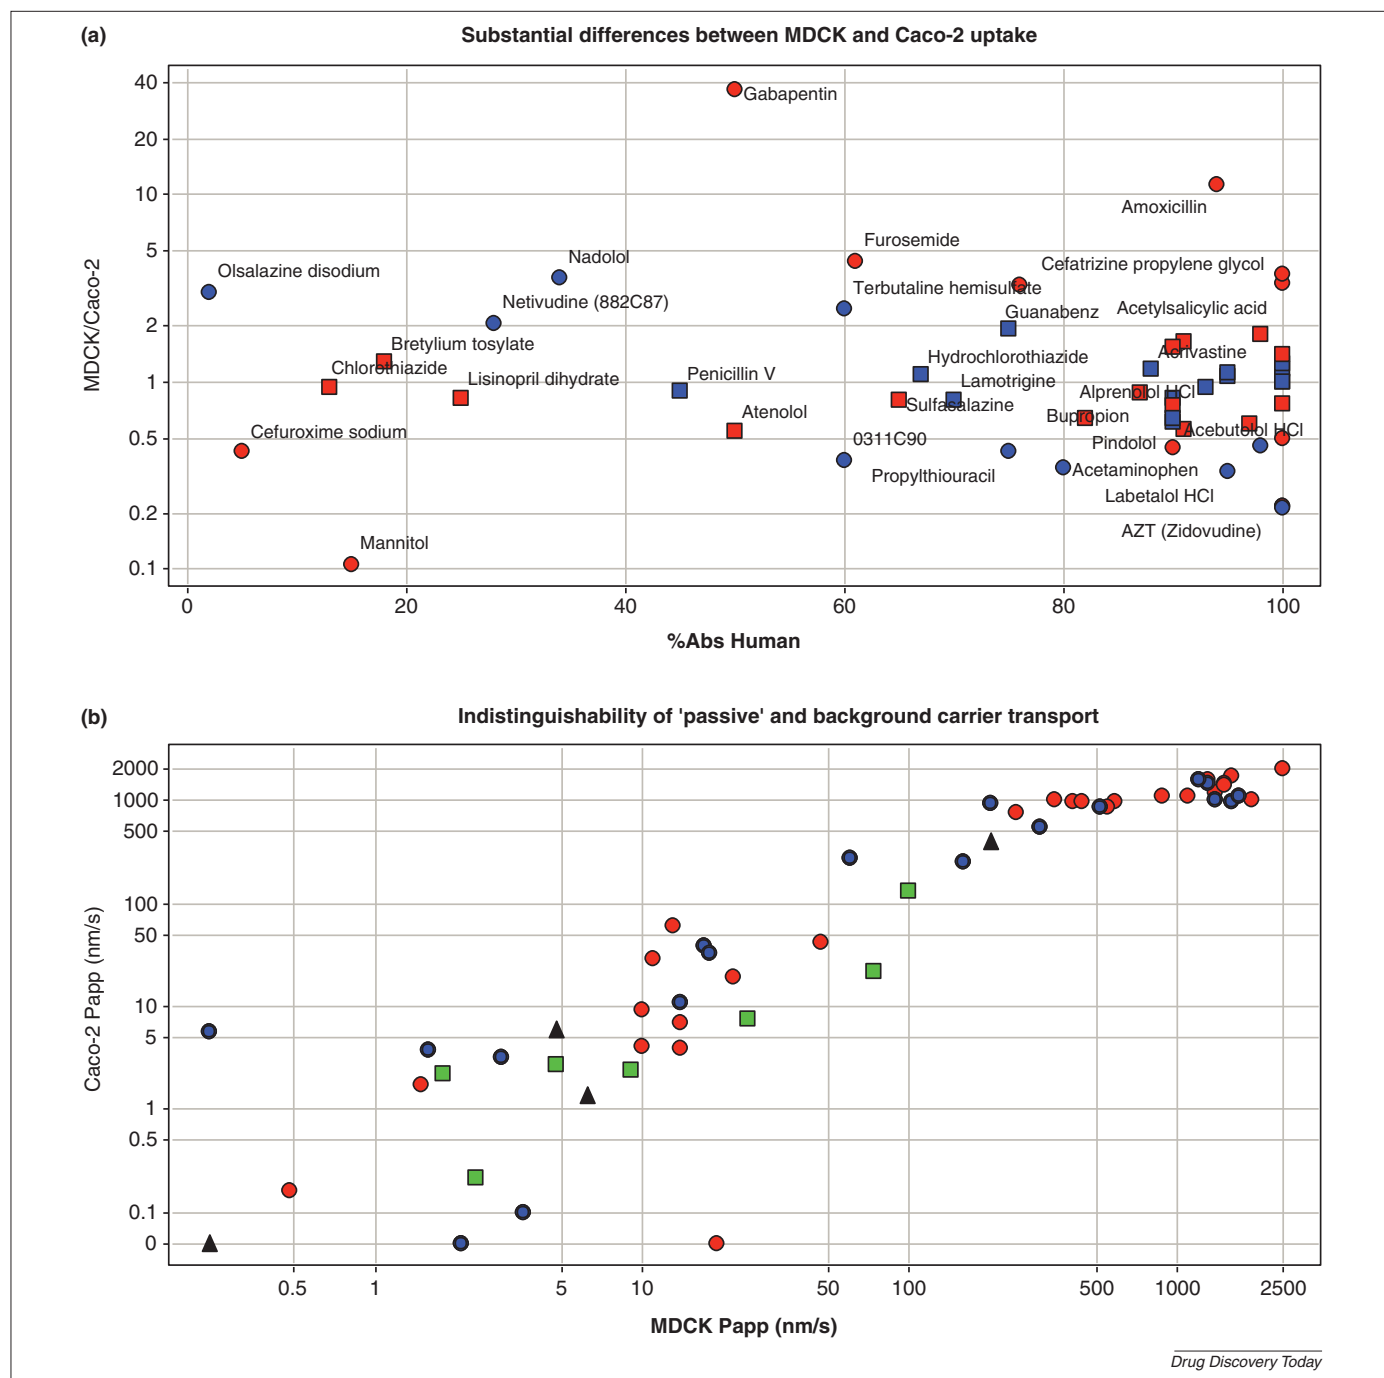 (a)
Substantial differences between MDCK and Caco-2 uptake
MDCK/Caco-2
40
20
10
5
2
1
0.5
0.2
0.1
Gabapentin
Amoxicillin
Furosemide
Nadolol
Cefatrizine propylene glycol
Olsalazine disodium
Terbutaline hemisulfate
Netivudine (882C87)
Acetylsalicylic acid
Guanabenz
Bretylium tosylate
Acrivastine
Hydrochlorothiazide
Chlorothiazide
Penicillin V
Lisinopril dihydrate
Lamotrigine
Alprenolol HCl
Sulfasalazine
Atenolol
Bupropion
Cefuroxime sodium
Acebutolol HCl
0311C90
Pindolol
Acetaminophen
Propylthiouracil
Labetalol HCl
AZT (Zidovudine)
Mannitol
0 20 40 60 80 100
%Abs Human
(b)
Indistinguishability of 'passive' and background carrier transport
Caco-2 Papp (nm/s)
2000
1000
500
100
50
10
5
1
0.5
0.1
0
0.5 1 5 10 50 100 500 1000 2500
MDCK Papp (nm/s)
Drug Discovery Today